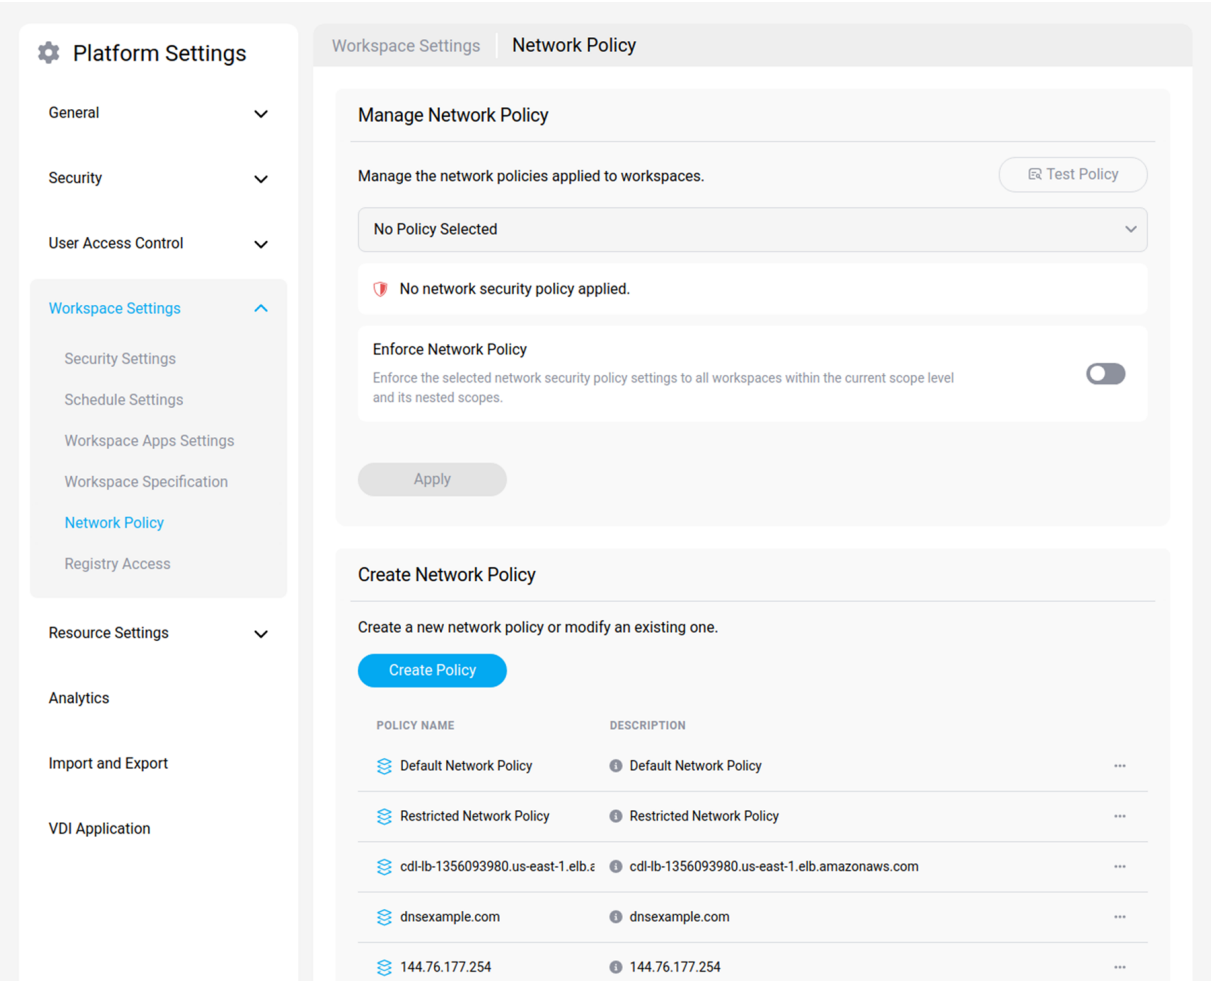 Platform Settings
General
Security
User Access Control
Workspace Settings
Security Settings
Schedule Settings
Workspace Apps Settings
Workspace Specification
Network Policy
Registry Access
Resource Settings
Analytics
Import and Export
VDI Application
Workspace Settings Network Policy
Manage Network Policy
Manage the network policies applied to workspaces.
Test Policy
No Policy Selected
No network security policy applied.
Enforce Network Policy
Enforce the selected network security policy settings to all workspaces within the current scope level
and its nested scopes.
Apply
Create Network Policy
Create a new network policy or modify an existing one.
Create Policy
POLICY NAME DESCRIPTION
Default Network Policy Default Network Policy
Restricted Network Policy Restricted Network Policy
cdl-lb-1356093980.us-east-1.elb.a cdl-lb-1356093980.us-east-1.elb.amazonaws.com
dnsexample.com dnsexample.com
144.76.177.254 144.76.177.254